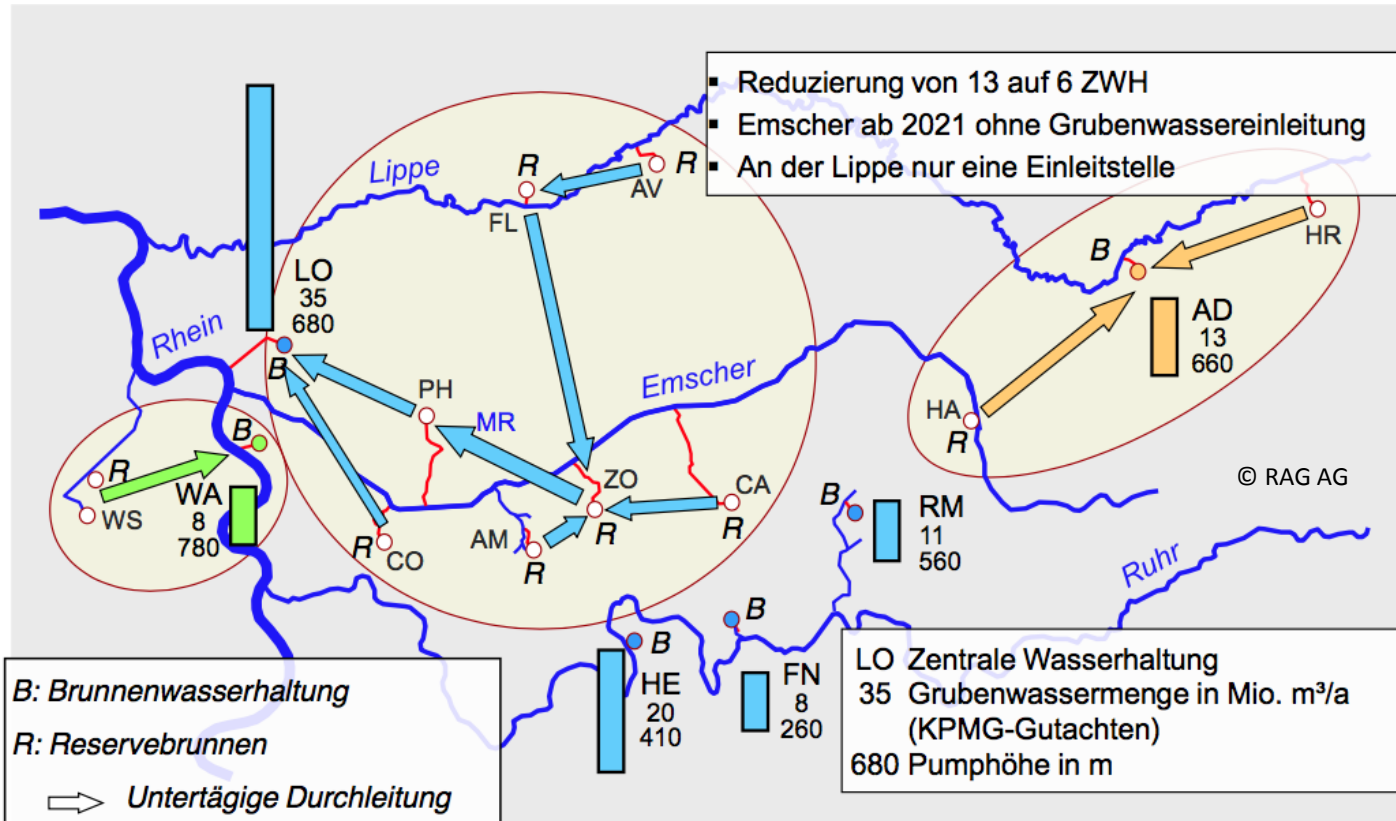 ▪ Reduzierung von 13 auf 6 ZWH
▪ Emscher ab 2021 ohne Grubenwassereinleitung
▪ An der Lippe nur eine Einleitstelle
Lippe
R
FL
R
AV
B
HR
AD
13
660
HA
R
© RAG AG
LO
35
680
B
Rhein
PH
MR
Emscher
B
R
WS
WA
8
780
ZO
R
CA
R
AM
R
R
CO
B
RM
11
560
Ruhr
B
HE
20
410
B
FN
8
260
B: Brunnenwasserhaltung
R: Reservebrunnen
Untertägige Durchleitung
LO Zentrale Wasserhaltung
35 Grubenwassermenge in Mio. m³/a
(KPMG-Gutachten)
680 Pumphöhe in m